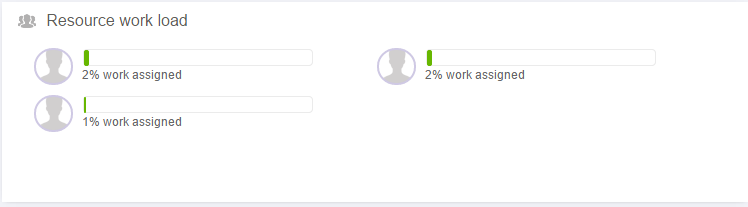 Resource work load
2% work assigned
2% work assigned
1% work assigned